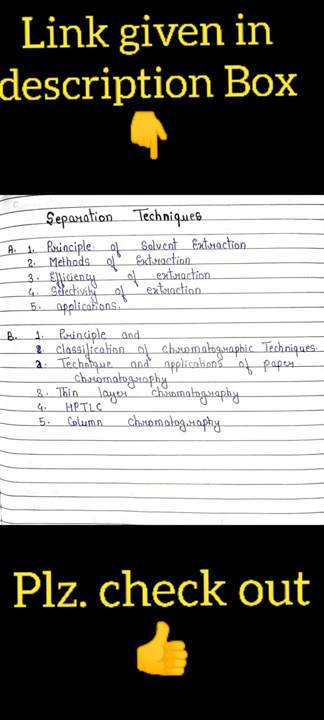 Link given in
description Box
Separation Techniques
A. 1. Principle of Solvent Extraction
2. Methods of Extraction
3. Efficiency of extraction
4. Selectivity of extraction
5. applications.
B. 1. Principle and
2. classification of chromatographic Techniques.
2. Technique and applications of paper
chromatography
3. Thin layer chromatography
4. HPTLC
5. Column chromatography
Plz. check out